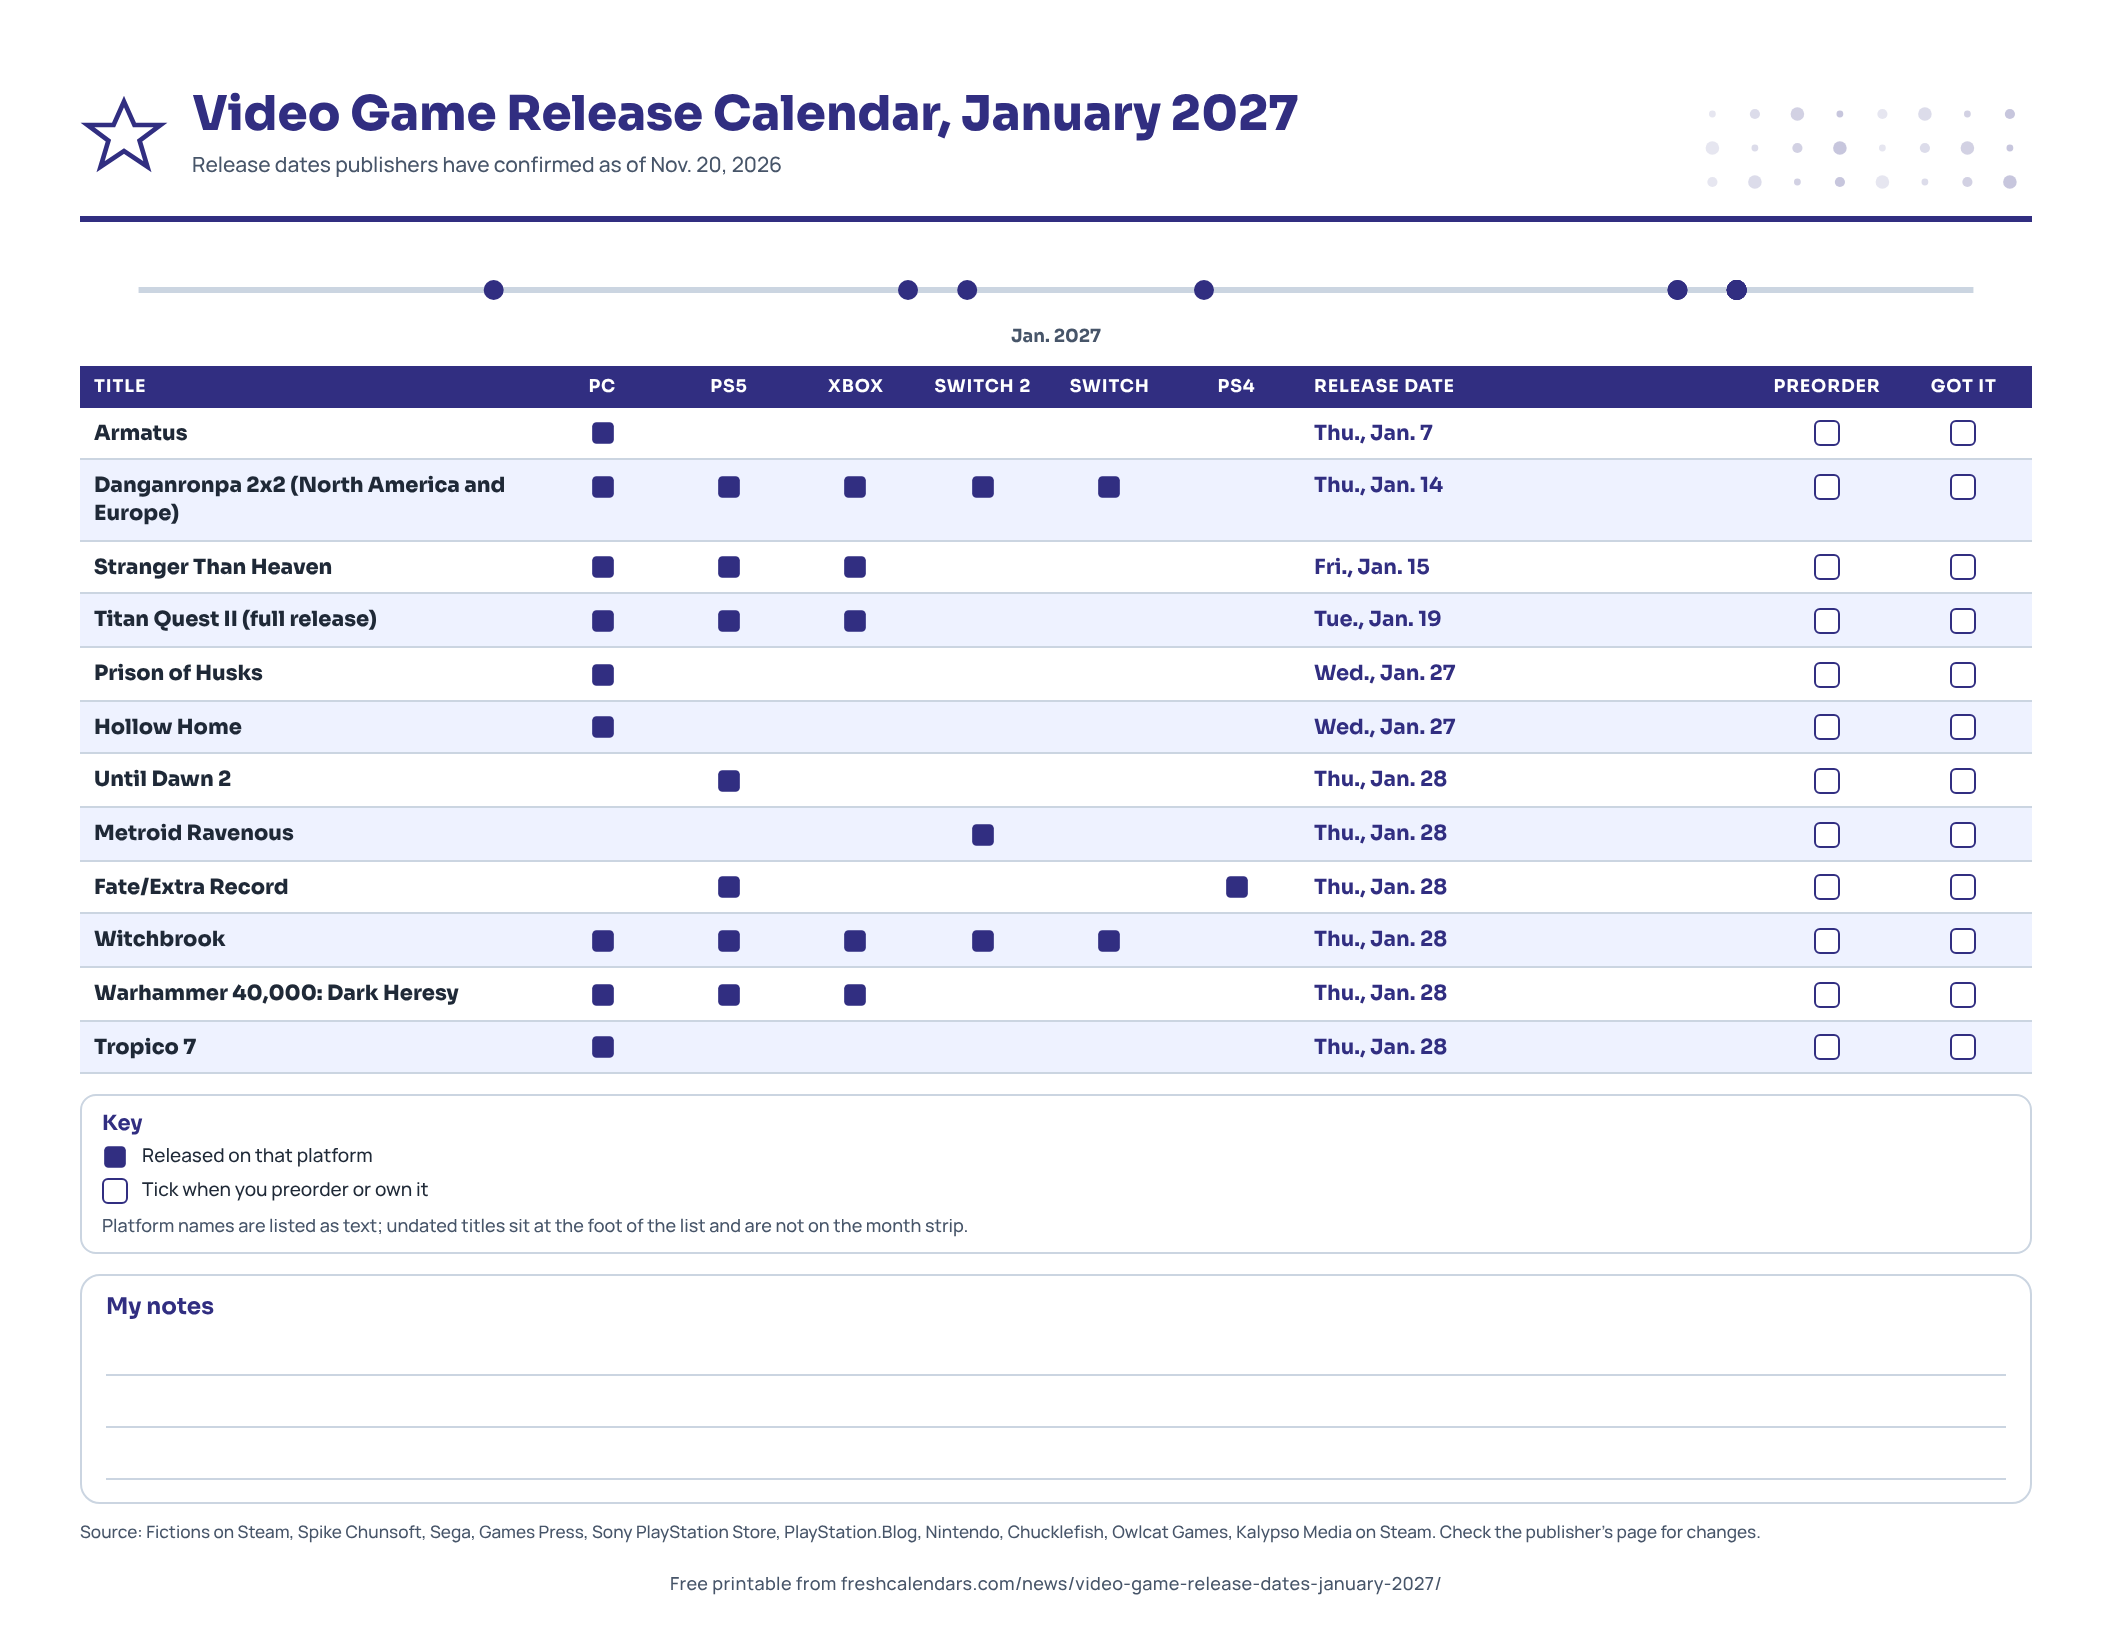 Video Game Release Calendar, January 2027
Release dates publishers have confirmed as of Nov. 20, 2026
Jan. 2027
TITLE PC PS5 XBOX SWITCH 2 SWITCH PS4 RELEASE DATE PREORDER GOT IT
Armatus Thu., Jan. 7
Danganronpa 2x2 (North America and
Europe) Thu., Jan. 14
Stranger Than Heaven Fri., Jan. 15
Titan Quest II (full release) Tue., Jan. 19
Prison of Husks Wed., Jan. 27
Hollow Home Wed., Jan. 27
Until Dawn 2 Thu., Jan. 28
Metroid Ravenous Thu., Jan. 28
Fate/Extra Record Thu., Jan. 28
Witchbrook Thu., Jan. 28
Warhammer 40,000: Dark Heresy Thu., Jan. 28
Tropico 7 Thu., Jan. 28
Key
Released on that platform
Tick when you preorder or own it
Platform names are listed as text; undated titles sit at the foot of the list and are not on the month strip.
My notes
Source: Fictions on Steam, Spike Chunsoft, Sega, Games Press, Sony PlayStation Store, PlayStation.Blog, Nintendo, Chucklefish, Owlcat Games, Kalypso Media on Steam. Check the publisher's page for changes.
Free printable from freshcalendars.com/news/video-game-release-dates-january-2027/